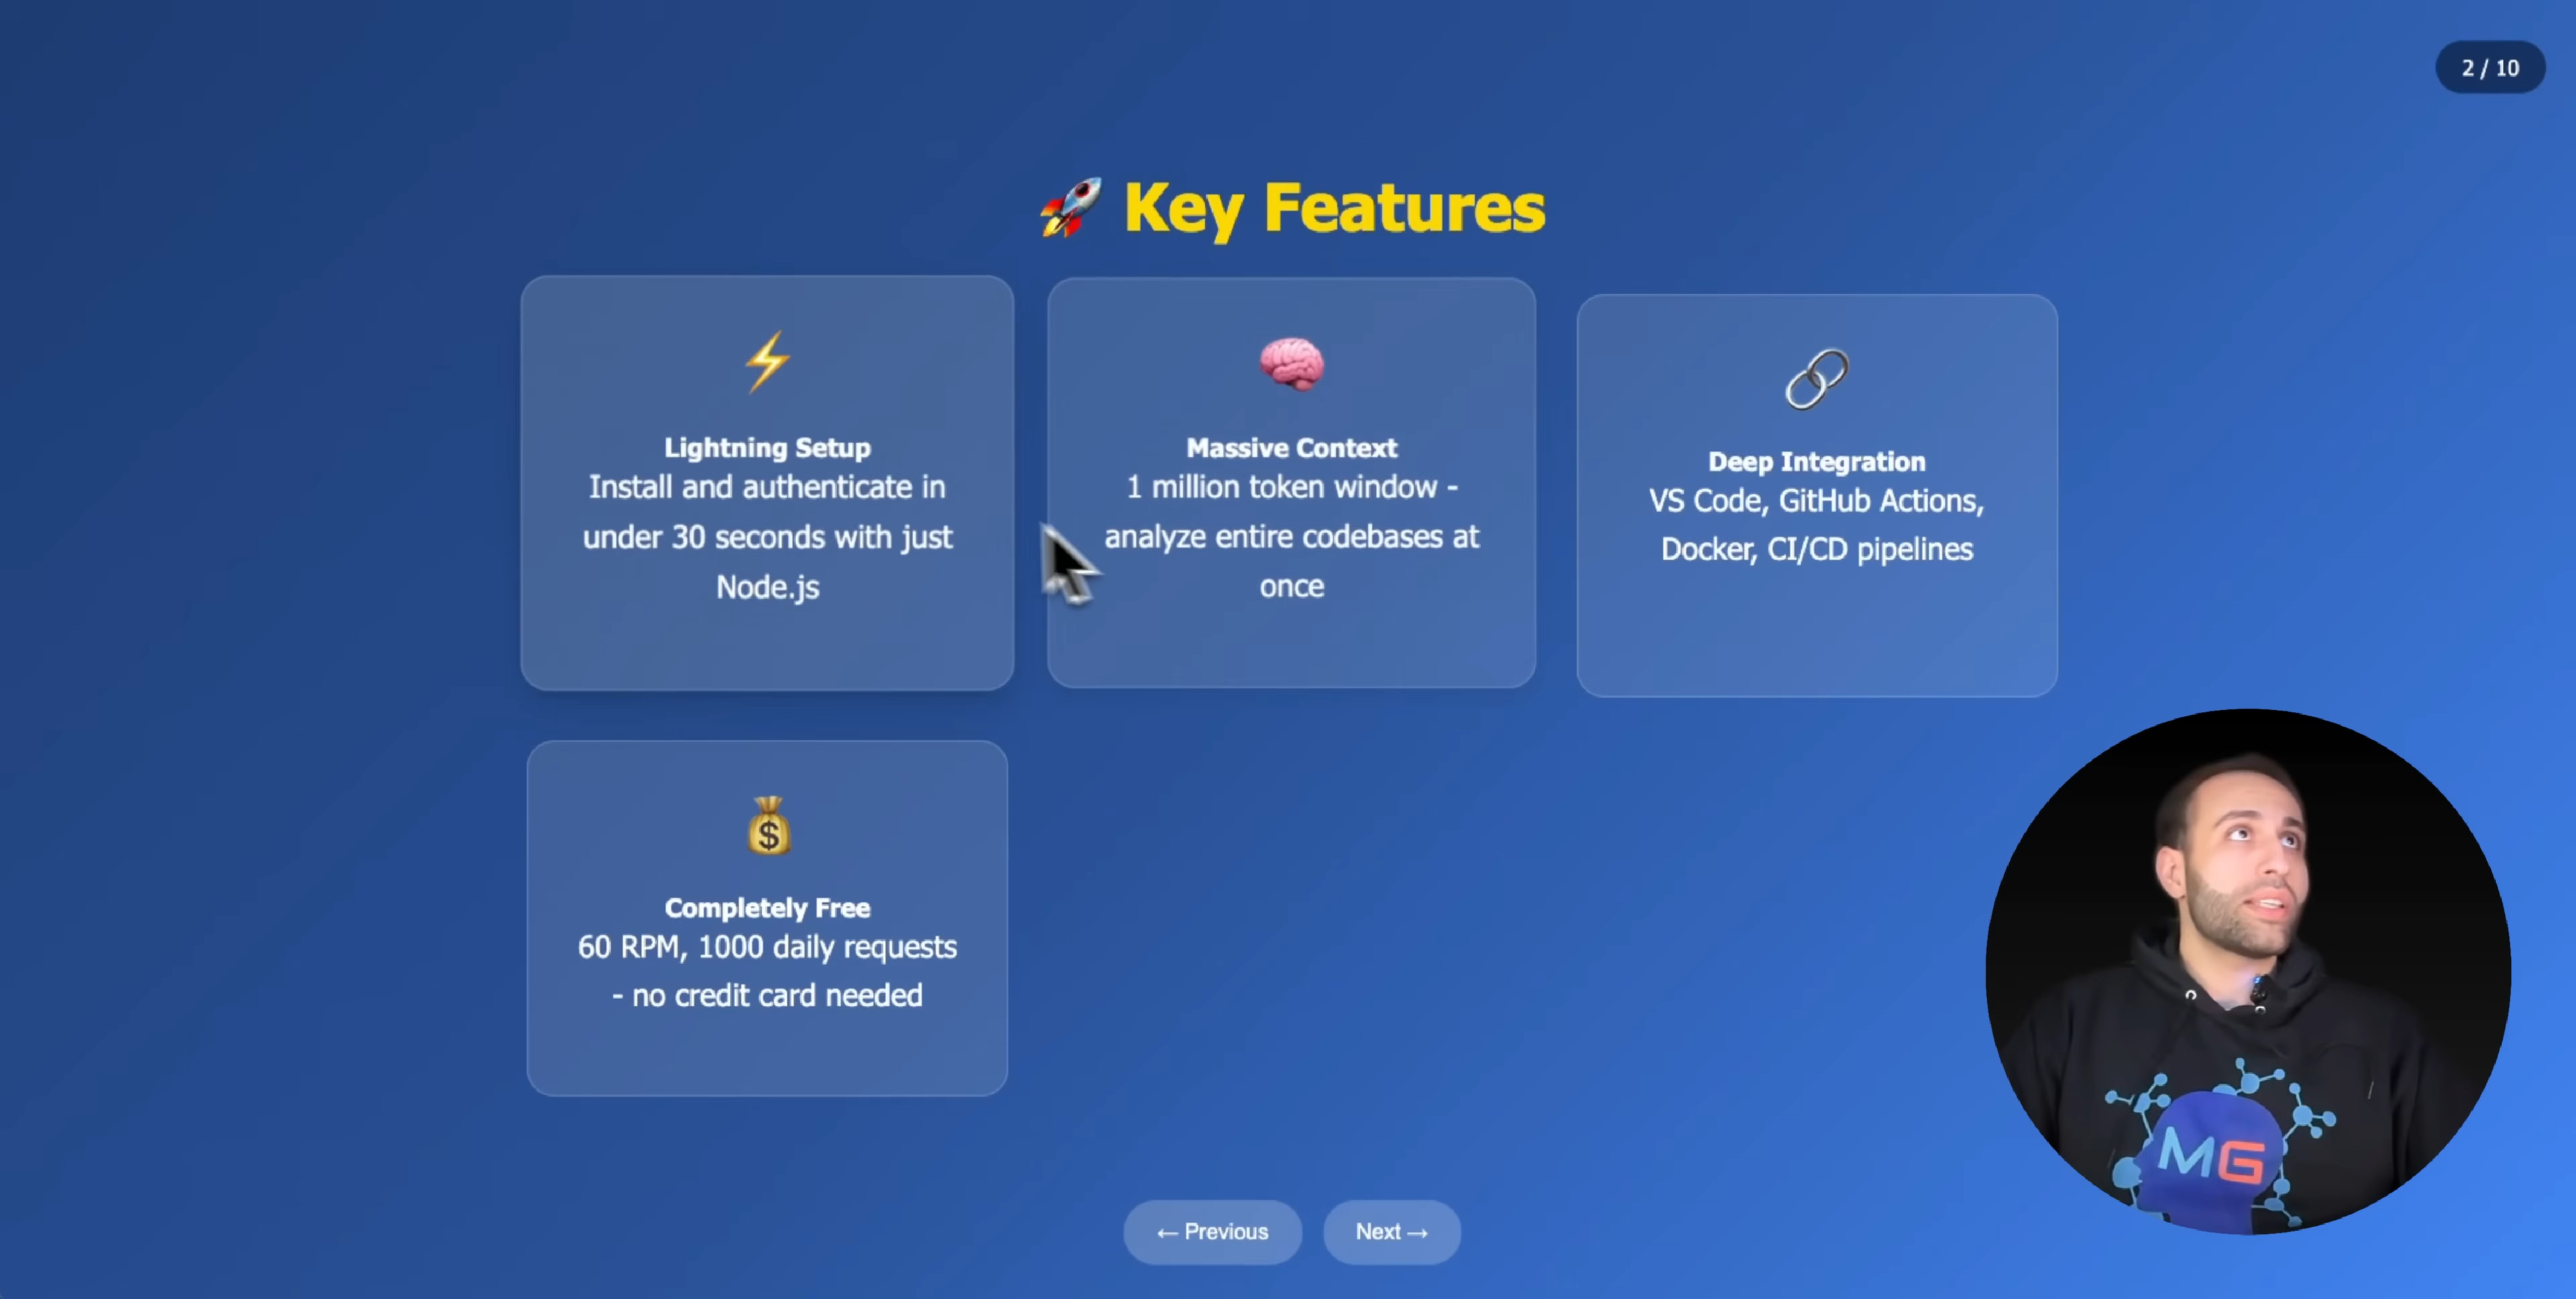 2 / 10
🚀 Key Features
Lightning Setup
Install and authenticate in
under 30 seconds with just
Node.js
Massive Context
1 million token window -
analyze entire codebases at
once
Deep Integration
VS Code, GitHub Actions,
Docker, CI/CD pipelines
$
Completely Free
60 RPM, 1000 daily requests
- no credit card needed
MG
← Previous
Next →